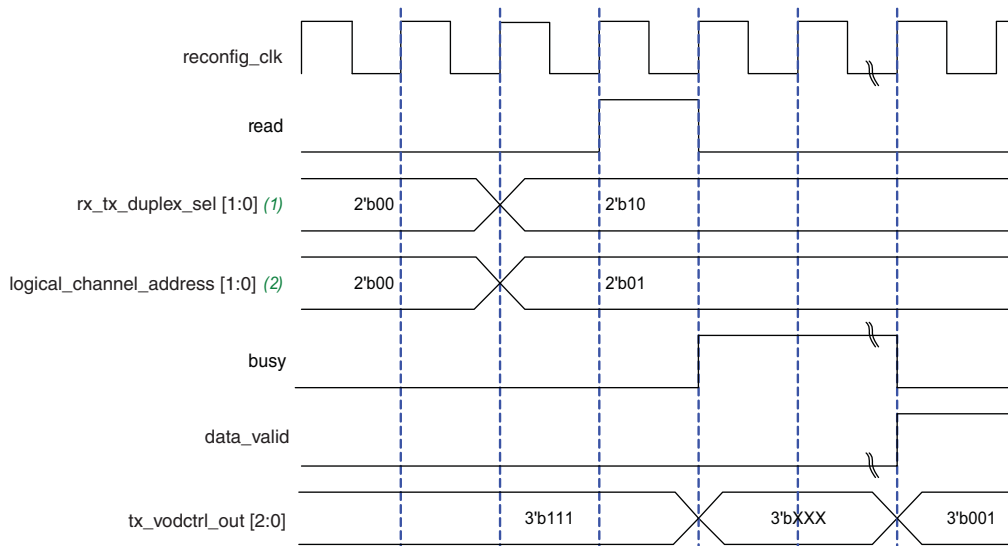 reconfig_clk
read
rx_tx_duplex_sel [1:0] (1) 2'b00 2'b10
logical_channel_address [1:0] (2) 2'b00 2'b01
busy
data_valid
tx_vodctrl_out [2:0] 3'b111 3'bXXX 3'b001